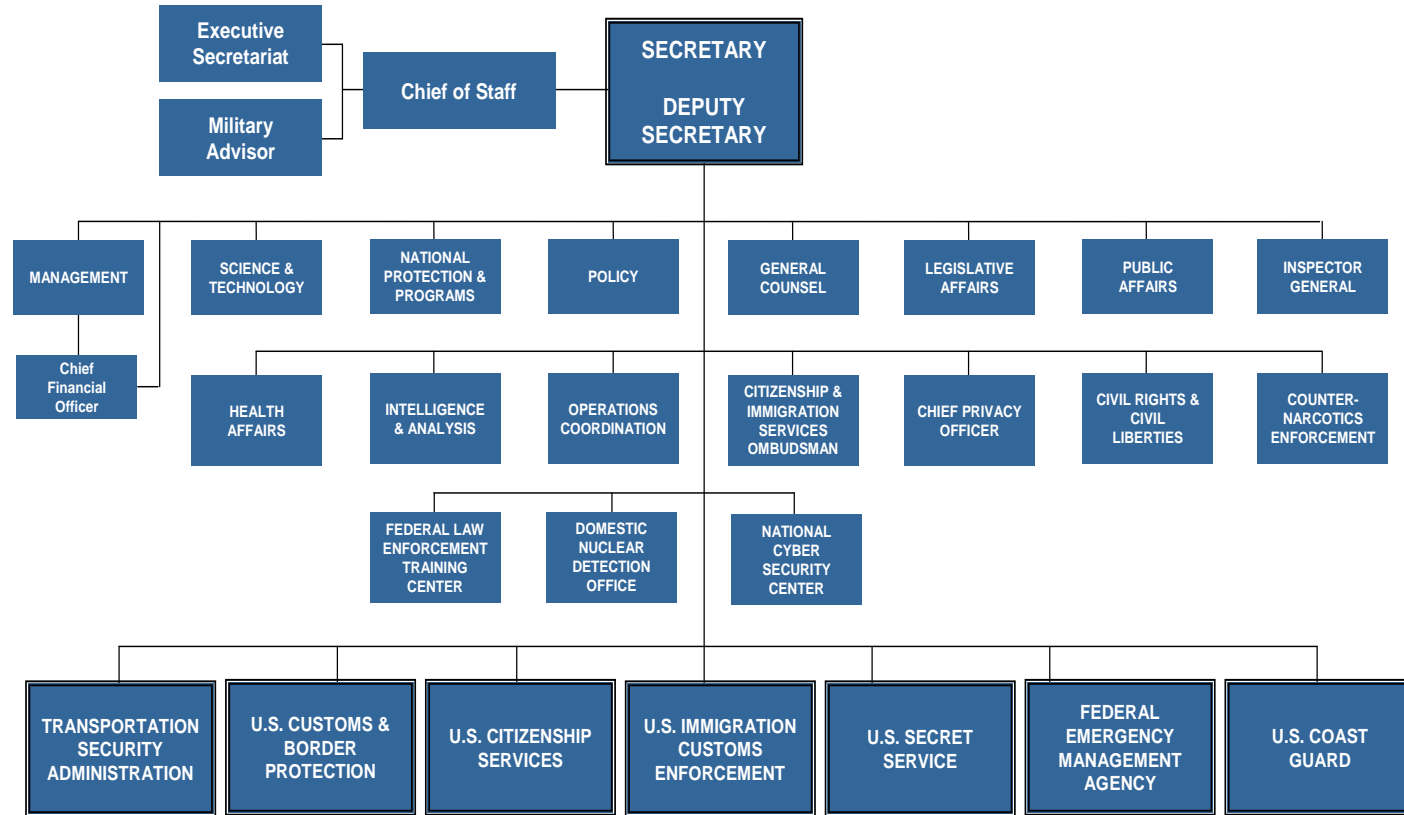 Executive
Secretariat
Chief of Staff
Military
Advisor
SECRETARY
DEPUTY
SECRETARY
MANAGEMENT
SCIENCE &
TECHNOLOGY
NATIONAL
PROTECTION &
PROGRAMS
POLICY
GENERAL
COUNSEL
LEGISLATIVE
AFFAIRS
PUBLIC
AFFAIRS
INSPECTOR
GENERAL
Chief
Financial
Officer
HEALTH
AFFAIRS
INTELLIGENCE
& ANALYSIS
OPERATIONS
COORDINATION
CITIZENSHIP &
IMMIGRATION
SERVICES
OMBUDSMAN
CHIEF PRIVACY
OFFICER
CIVIL RIGHTS &
CIVIL
LIBERTIES
COUNTER-
NARCOTICS
ENFORCEMENT
FEDERAL LAW
ENFORCEMENT
TRAINING
CENTER
DOMESTIC
NUCLEAR
DETECTION
OFFICE
NATIONAL
CYBER
SECURITY
CENTER
TRANSPORTATION
SECURITY
ADMINISTRATION
U.S. CUSTOMS &
BORDER
PROTECTION
U.S. CITIZENSHIP
SERVICES
U.S. IMMIGRATION
CUSTOMS
ENFORCEMENT
U.S. SECRET
SERVICE
FEDERAL
EMERGENCY
MANAGEMENT
AGENCY
U.S. COAST
GUARD